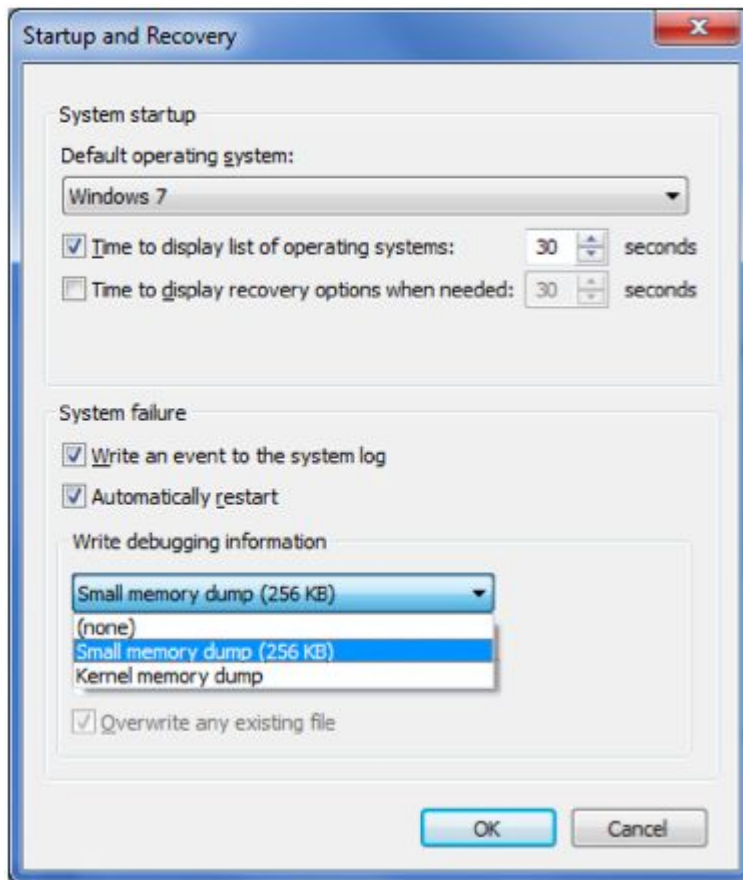 Startup and Recovery
System startup
Default operating system:
Windows 7
Time to display list of operating systems: 30 seconds
Time to display recovery options when needed: 30 seconds
System failure
Write an event to the system log
Automatically restart
Write debugging information
Small memory dump (256 KB)
(none)
Small memory dump (256 KB)
Kernel memory dump
Overwrite any existing file
OK Cancel